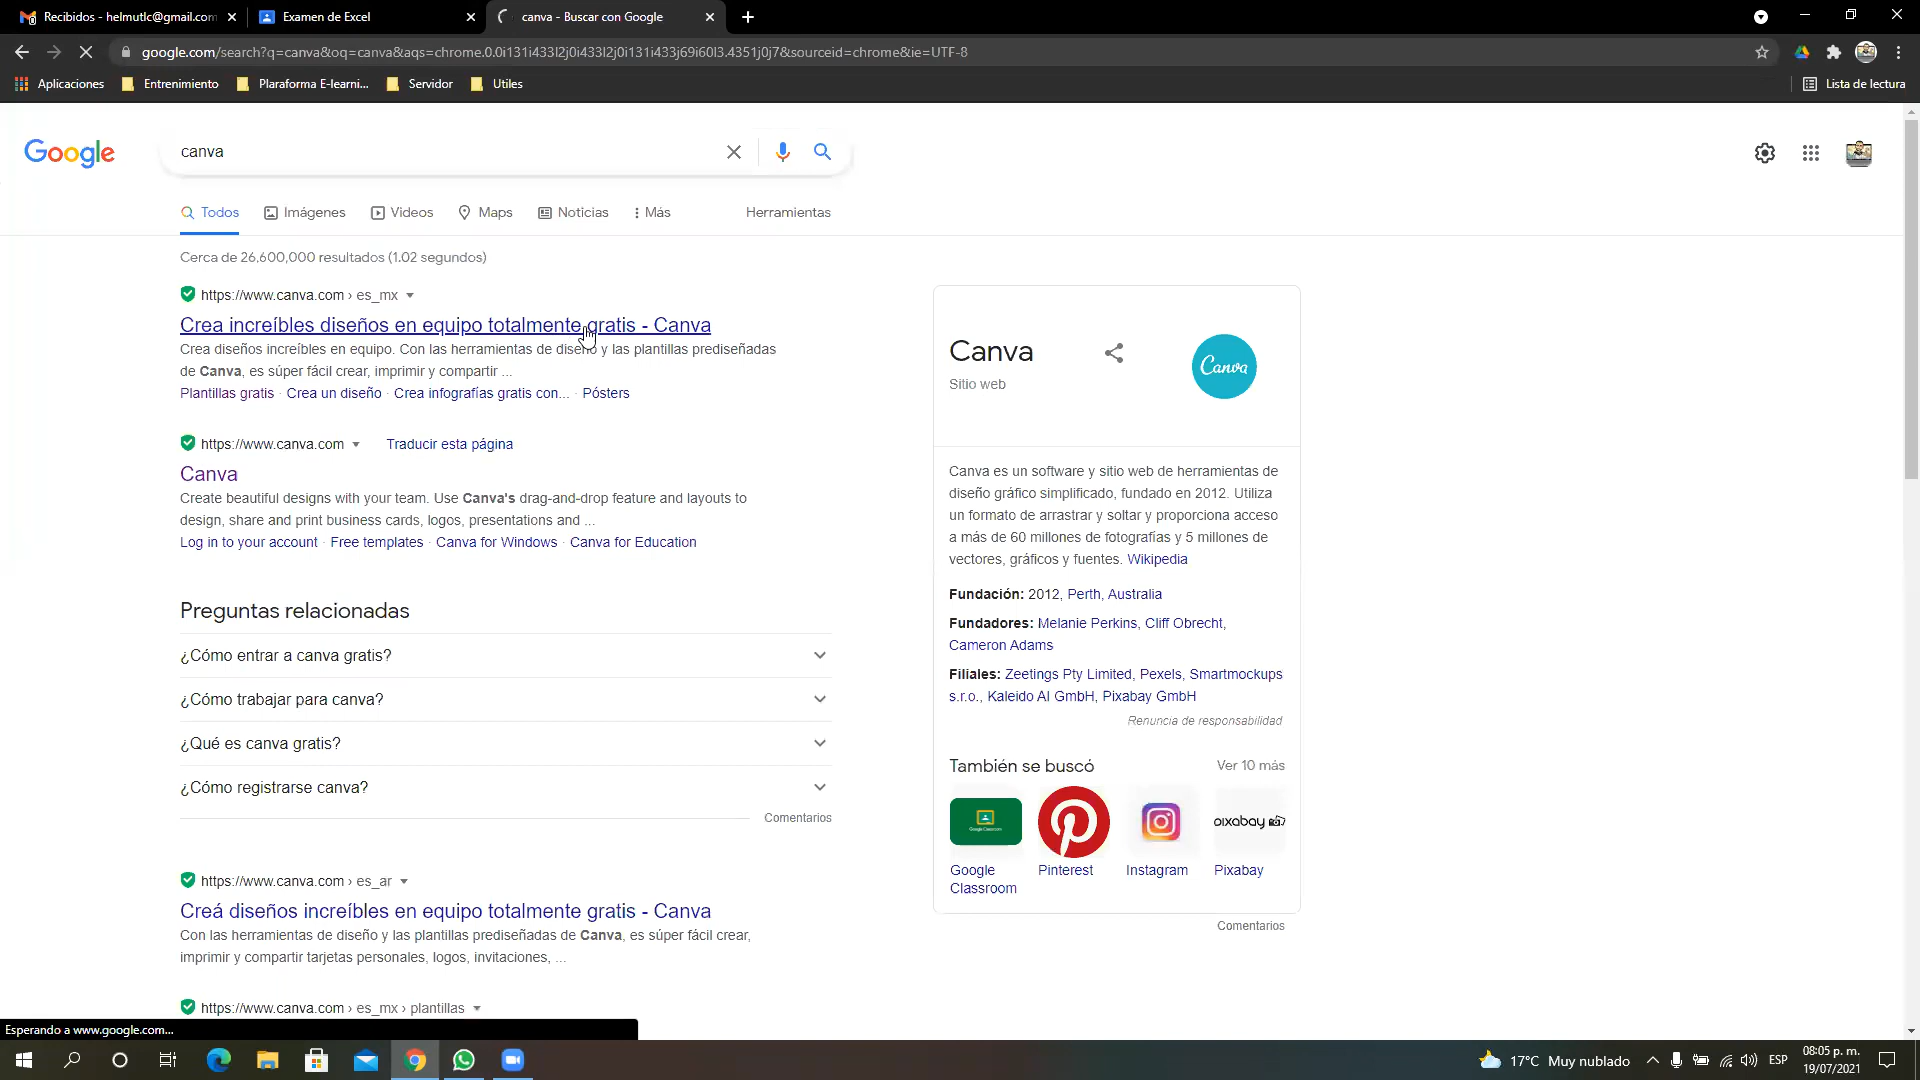 Recibidos - helmutlc@gmail.com
Examen de Excel
canva - Buscar con Google
google.com/search?q=canva&oq=canva&aqs=chrome.0.0i131i433l2j0i433l2j0i131i433j69i60l3.4351j0j7&sourceid=chrome&ie=UTF-8
Aplicaciones
Entrenimiento
Plaraforma E-learni...
Servidor
Utiles
Lista de lectura
Google
canva
Todos
Imágenes
Videos
Maps
Noticias
Más
Herramientas
Cerca de 26,600,000 resultados (1.02 segundos)
https://www.canva.com › es_mx
Crea increíbles diseños en equipo totalmente gratis - Canva
Crea diseños increíbles en equipo. Con las herramientas de diseño y las plantillas prediseñadas
de Canva, es súper fácil crear, imprimir y compartir ...
Plantillas gratis · Crea un diseño · Crea infografías gratis con... · Pósters
https://www.canva.com
Traducir esta página
Canva
Create beautiful designs with your team. Use Canva's drag-and-drop feature and layouts to
design, share and print business cards, logos, presentations and ...
Log in to your account · Free templates · Canva for Windows · Canva for Education
Preguntas relacionadas
¿Cómo entrar a canva gratis?
¿Cómo trabajar para canva?
¿Qué es canva gratis?
¿Cómo registrarse canva?
Comentarios
https://www.canva.com › es_ar
Creá diseños increíbles en equipo totalmente gratis - Canva
Con las herramientas de diseño y las plantillas prediseñadas de Canva, es súper fácil crear,
imprimir y compartir tarjetas personales, logos, invitaciones, ...
https://www.canva.com › es_mx › plantillas
Canva
Sitio web
Canva
Canva es un software y sitio web de herramientas de
diseño gráfico simplificado, fundado en 2012. Utiliza
un formato de arrastrar y soltar y proporciona acceso
a más de 60 millones de fotografías y 5 millones de
vectores, gráficos y fuentes. Wikipedia
Fundación: 2012, Perth, Australia
Fundadores: Melanie Perkins, Cliff Obrecht,
Cameron Adams
Filiales: Zeetings Pty Limited, Pexels, Smartmockups
s.r.o., Kaleido AI GmbH, Pixabay GmbH
Renuncia de responsabilidad
También se buscó
Ver 10 más
Google Classroom
pixabay
Google
Classroom
Pinterest
Instagram
Pixabay
Comentarios
Esperando a www.google.com...
17°C Muy nublado
ESP
08:05 p. m.
19/07/2021